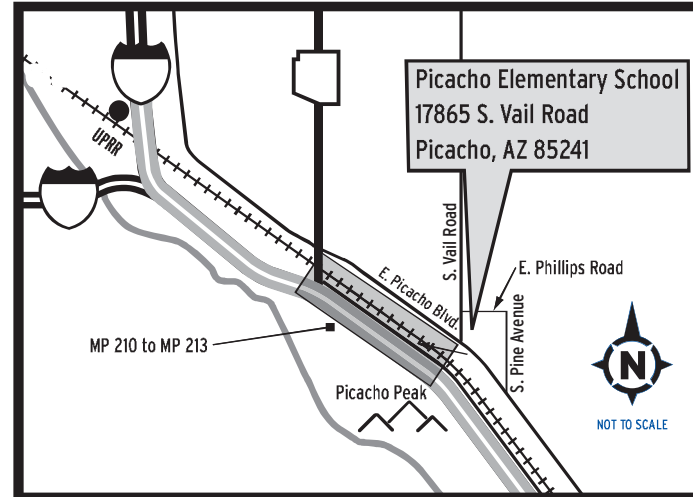 Picacho Elementary School
17865 S. Vail Road
Picacho, AZ 85241
UPRR
S. Vail Road
E. Phillips Road
E. Picacho Blvd.
S. Pine Avenue
MP 210 to MP 213
Picacho Peak
N
NOT TO SCALE